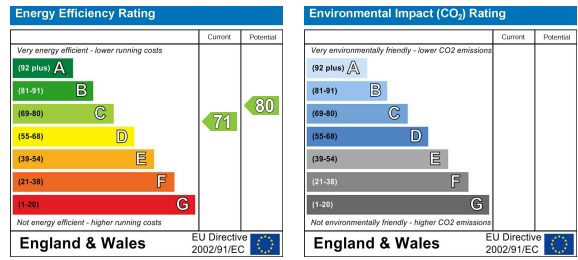 Energy Efficiency Rating
Current Potential
Very energy efficient - lower running costs
(92 plus) A
(81-91) B
(69-80) C
(55-68) D
(39-54) E
(21-38) F
(1-20) G
71
80
Not energy efficient - higher running costs
England & Wales
EU Directive
2002/91/EC
Environmental Impact (CO₂) Rating
Current Potential
Very environmentally friendly - lower CO2 emissions
(92 plus) A
(81-91) B
(69-80) C
(55-68) D
(39-54) E
(21-38) F
(1-20) G
Not environmentally friendly - higher CO2 emissions
England & Wales
EU Directive
2002/91/EC